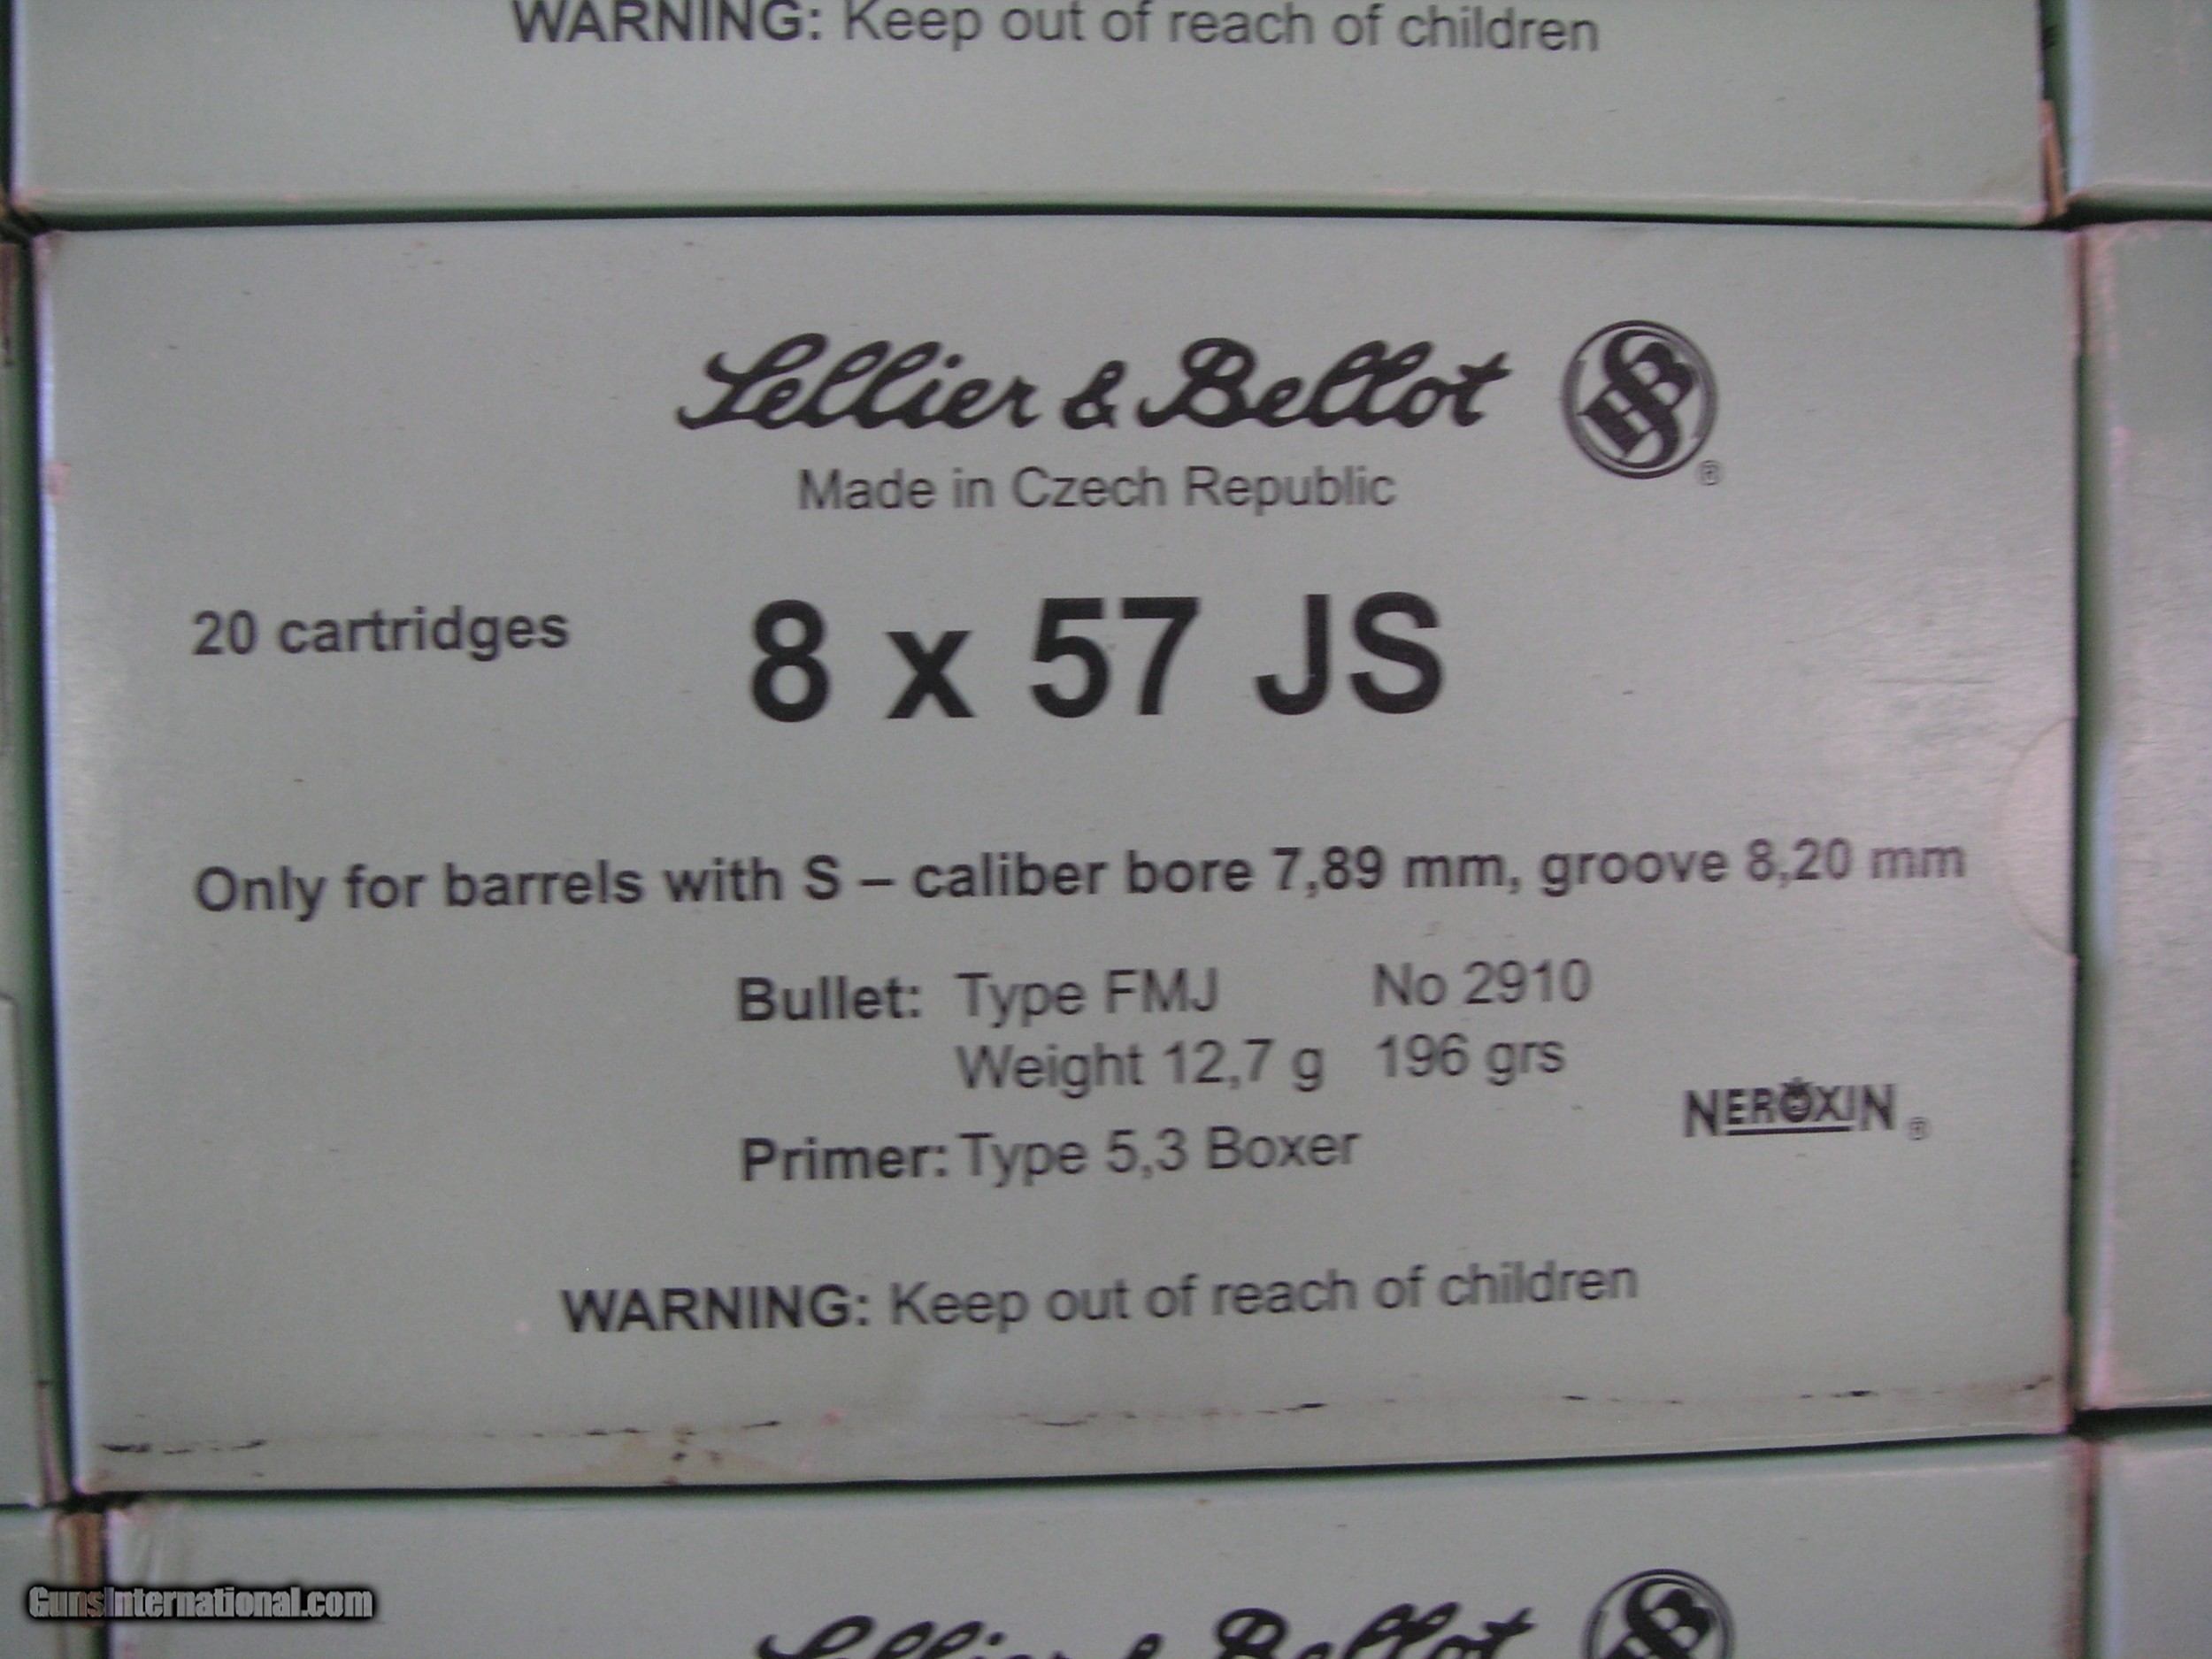 WARNING: Keep out of reach of children
Sellier & Bellot
S&B ®
Made in Czech Republic
20 cartridges
8 x 57 JS
Only for barrels with S – caliber bore 7,89 mm, groove 8,20 mm
Bullet: Type FMJ No 2910
Weight 12,7 g 196 grs
NEROXIN ®
Primer: Type 5,3 Boxer
WARNING: Keep out of reach of children
Sellier & Bellot
GunsInternational.com